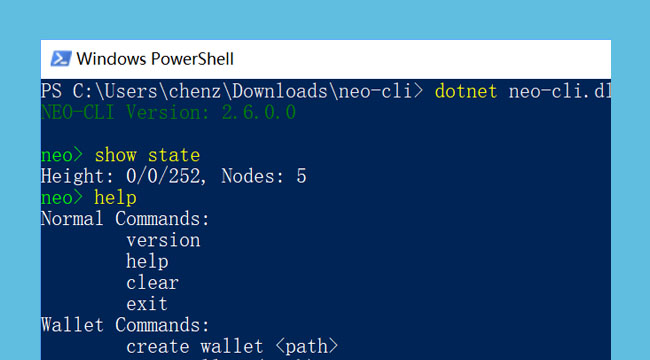 Windows PowerShell
PS C:\Users\chenz\Downloads\neo-cli> dotnet neo-cli.dl
NEO-CLI Version: 2.6.0.0
neo> show state
Height: 0/0/252, Nodes: 5
neo> help
Normal Commands:
version
help
clear
exit
Wallet Commands:
create wallet <path>